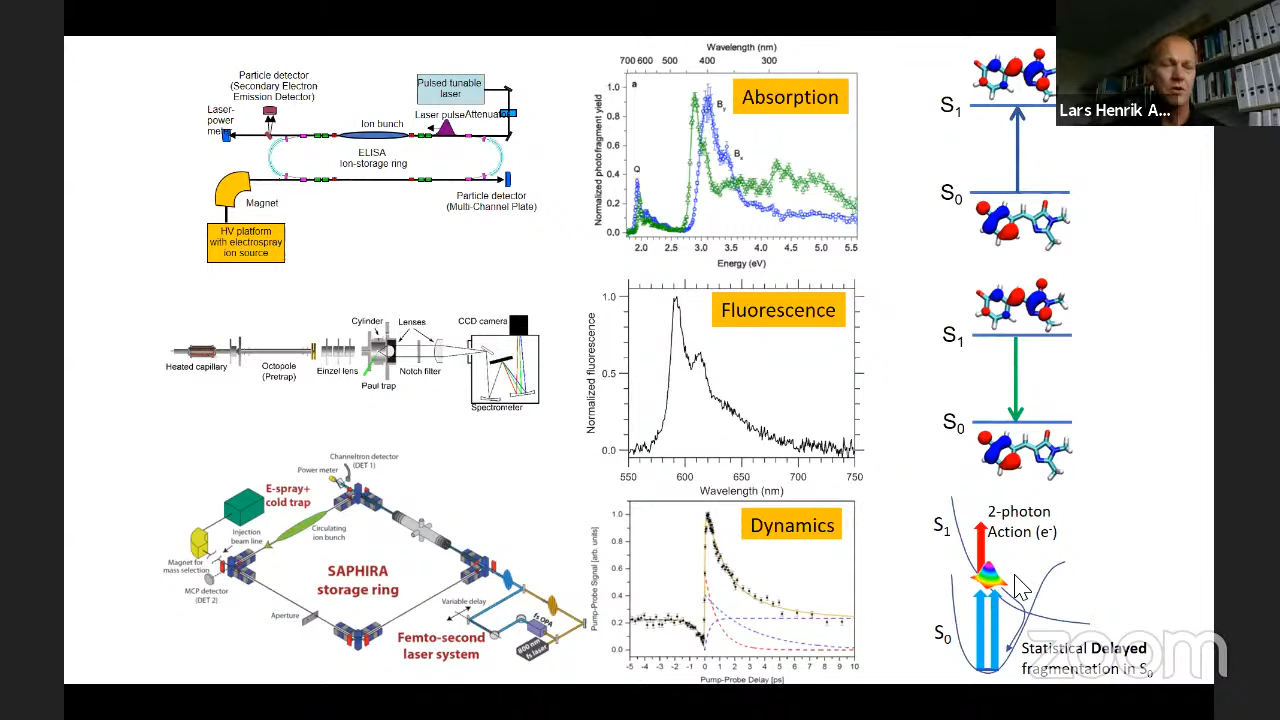 Particle detector
(Secondary Electron
Emission Detector)
Laser-
power
meter
Pulsed tunable
laser
Ion bunch
Laser pulse
Attenuator
ELISA
Ion-storage ring
Magnet
Particle detector
(Multi-Channel Plate)
HV platform
with electrospray
ion source
Wavelength (nm)
700 600 500 400 300
a
Absorption
Normalized photofragment yield
1.0
0.8
0.6
0.4
0.2
0.0
Q
By
Bx
2.0 2.5 3.0 3.5 4.0 4.5 5.0 5.5
Energy (eV)
S1
S0
Lars Henrik A...
Heated capillary
Octopole
(Pretrap)
Einzel lens
Cylinder
Paul trap
Lenses
Notch filter
CCD camera
Spectrometer
Fluorescence
Normalized fluorescence
1.0
0.5
0.0
550 600 650 700 750
Wavelength (nm)
S1
S0
Channeltron detector
(DET 1)
Power meter
E-spray+
cold trap
Injection
beam line
Circulating
ion bunch
Magnet for
mass selection
MCP detector
(DET 2)
Aperture
SAPHIRA
storage ring
Variable delay
fs OPA
800 nm
fs laser
Femto-second
laser system
Dynamics
Pump-Probe Signal [arb. units]
1.0
0.8
0.6
0.4
0.2
0.0
-5 -4 -3 -2 -1 0 1 2 3 4 5 6 7 8 9 10
Pump-Probe Delay [ps]
S1
S0
2-photon
Action (e-)
Statistical Delayed
fragmentation in S0
zoom